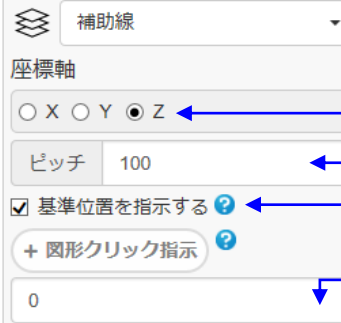 補助線
座標軸
X Y Z
ピッチ 100
基準位置を指示する ?
+ 図形クリック指示 ?
0